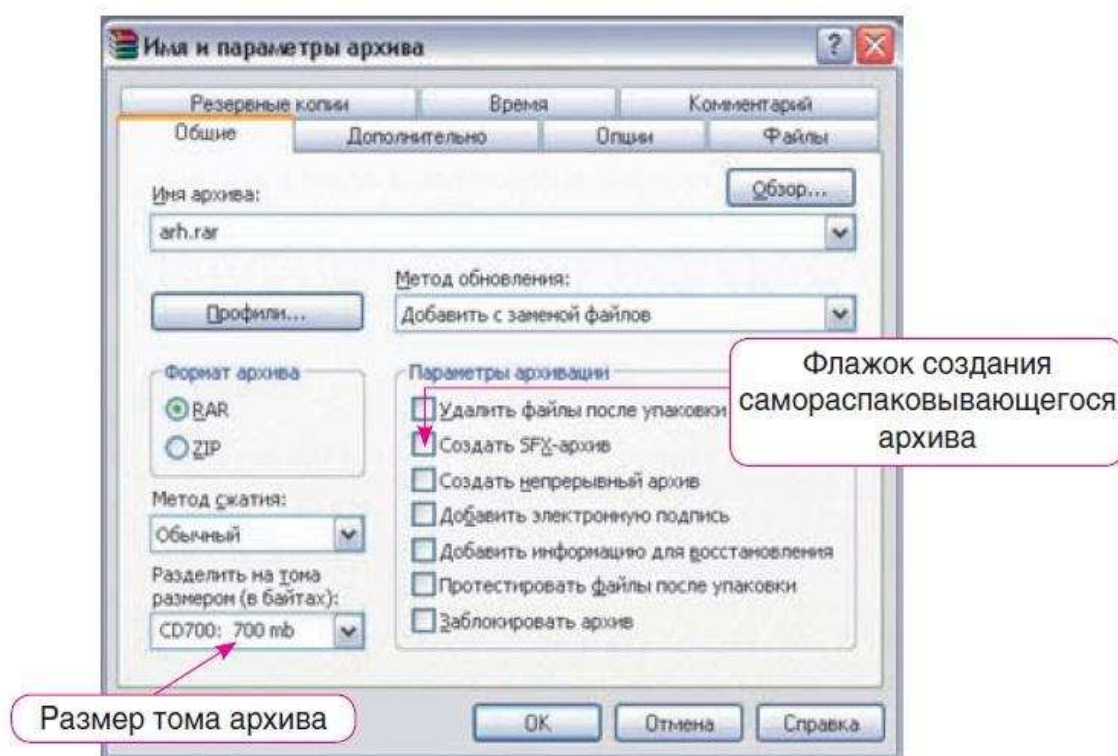 Имя и параметры архива
Резервные копии Время Комментарий
Общие Дополнительно Опции Файлы
Имя архива:
Обзор...
arh.rar
Метод обновления:
Профили...
Добавить с заменой файлов
Формат архива
RAR
ZIP
Метод сжатия:
Обычный
Разделить на тома
размером (в байтах):
CD700: 700 mb
Параметры архивации
Удалить файлы после упаковки
Создать SFX-архив
Создать непрерывный архив
Добавить электронную подпись
Добавить информацию для восстановления
Протестировать файлы после упаковки
Заблокировать архив
Флажок создания
самораспаковывающегося
архива
Размер тома архива
OK Отмена Справка